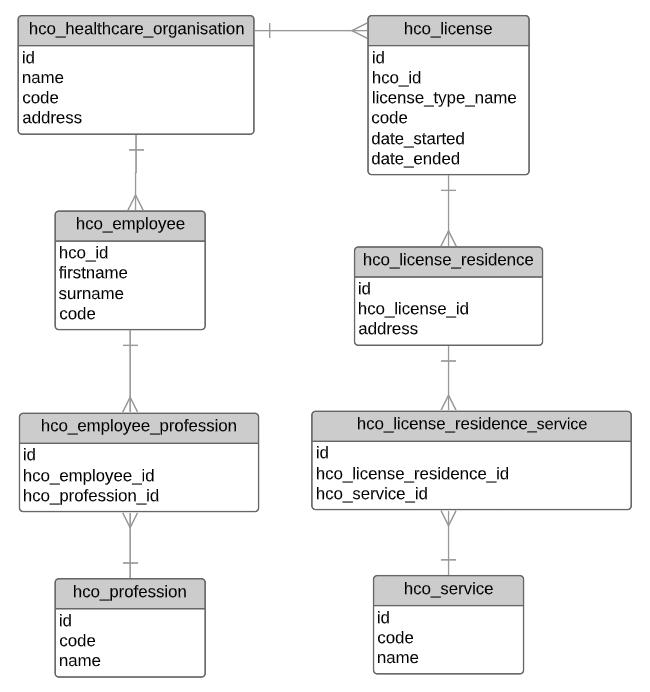 hco_healthcare_organisation
id
name
code
address
hco_license
id
hco_id
license_type_name
code
date_started
date_ended
hco_employee
hco_id
firstname
surname
code
hco_license_residence
id
hco_license_id
address
hco_employee_profession
id
hco_employee_id
hco_profession_id
hco_license_residence_service
id
hco_license_residence_id
hco_service_id
hco_profession
id
code
name
hco_service
id
code
name